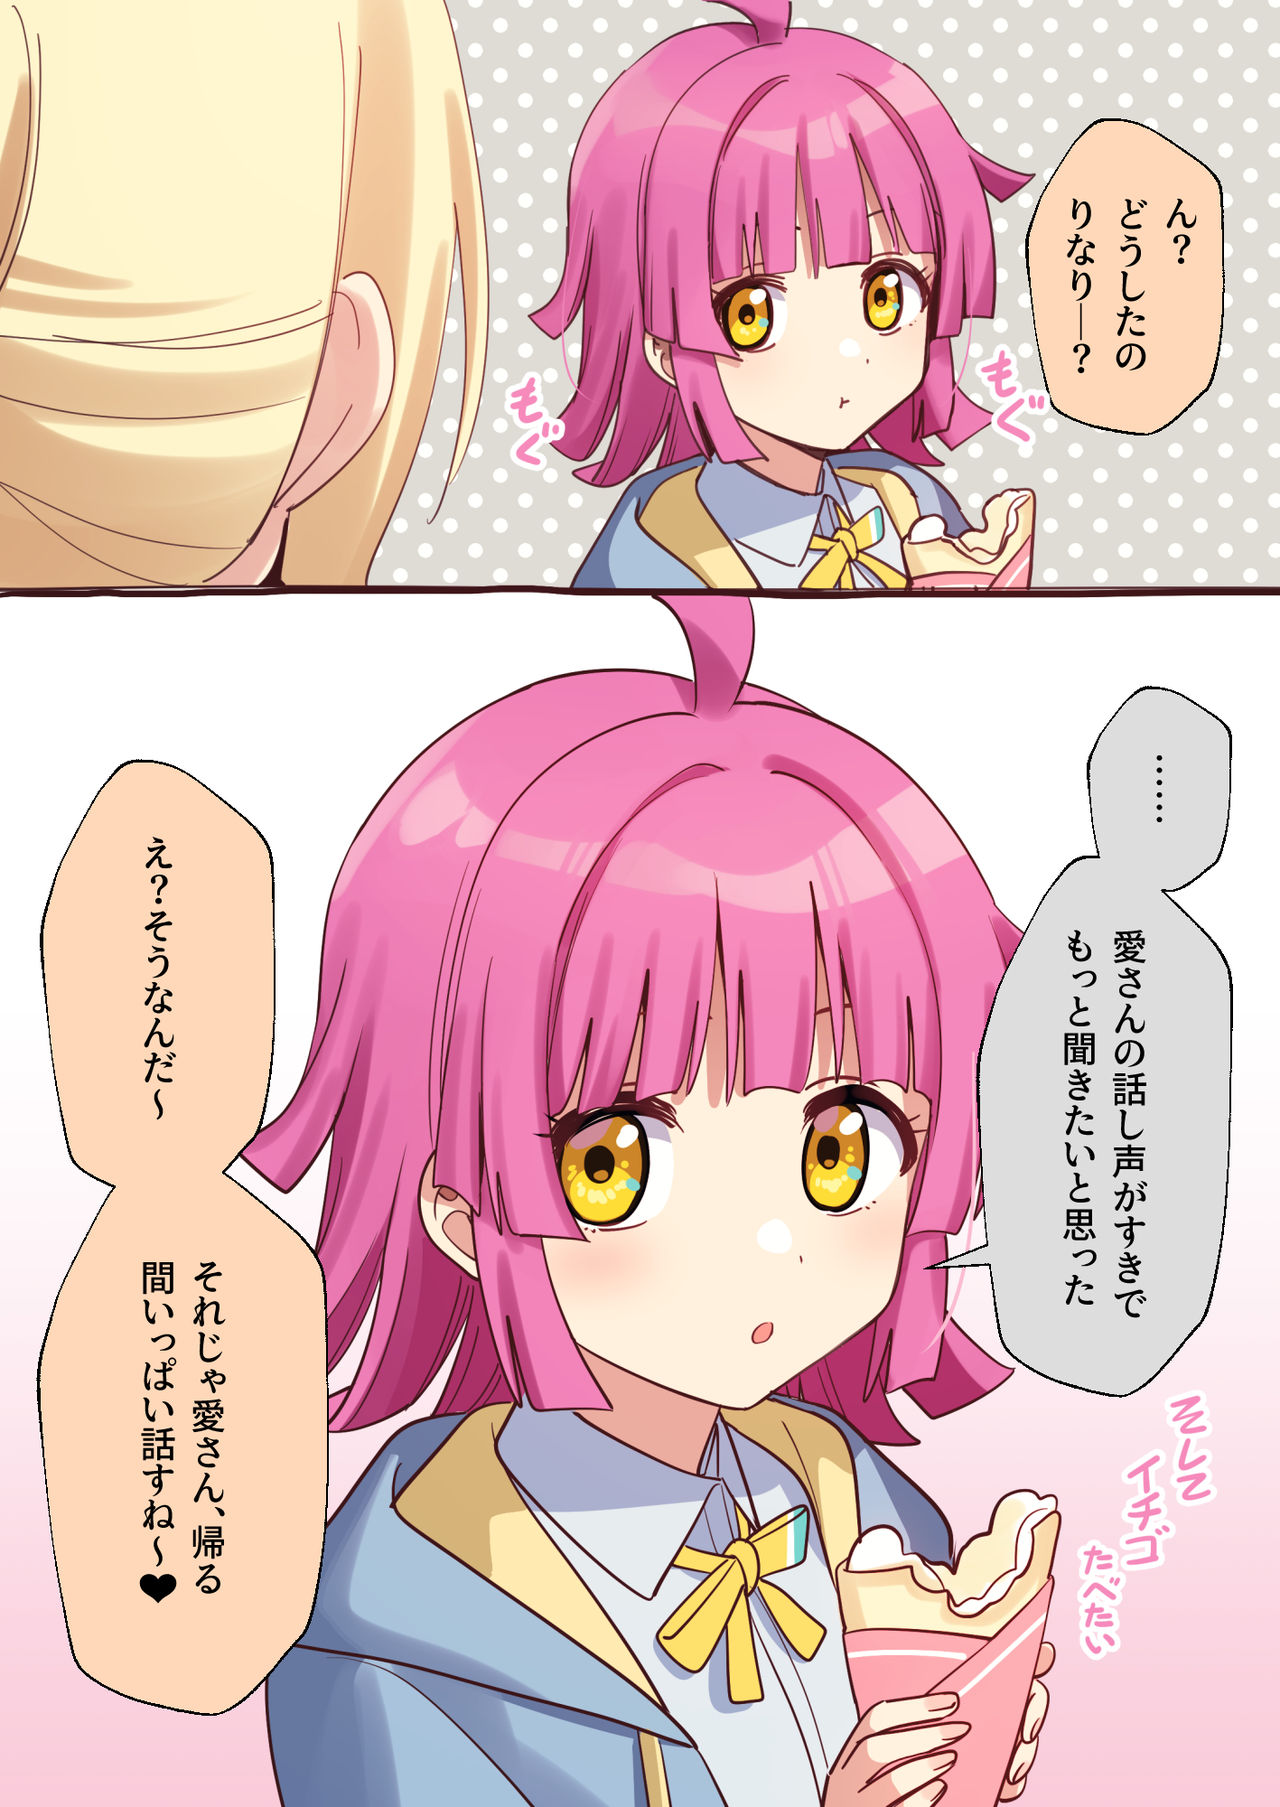 ん？
どうしたの
りなりー？
もぐ
もぐ
……
愛さんの話し声がすきで
もっと聞きたいと思った
そして
イチゴ
たべたい
え？そうなんだ～
それじゃ愛さん、帰る
間いっぱい話すね～♥